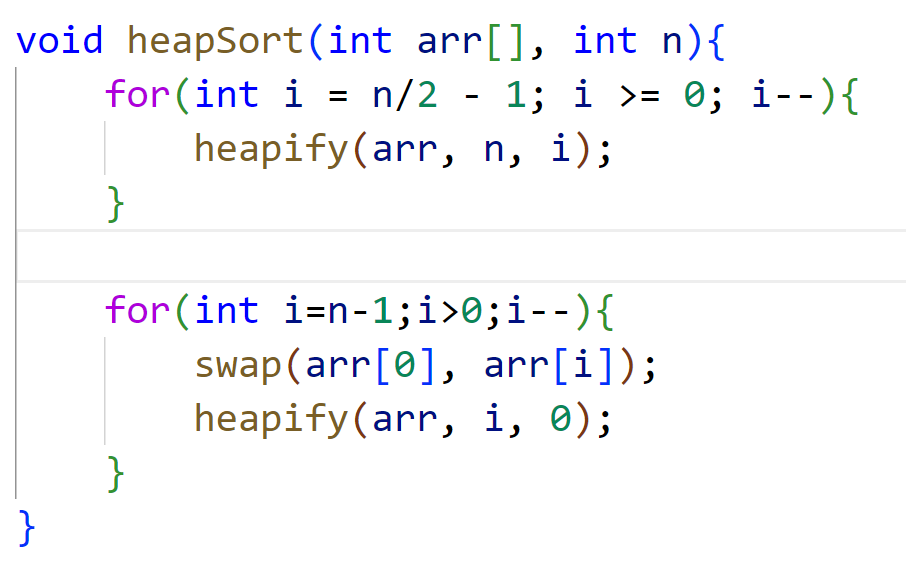 void heapSort(int arr[], int n){
    for(int i = n/2 - 1; i >= 0; i--){
        heapify(arr, n, i);
    }

    for(int i=n-1;i>0;i--){
        swap(arr[0], arr[i]);
        heapify(arr, i, 0);
    }
}